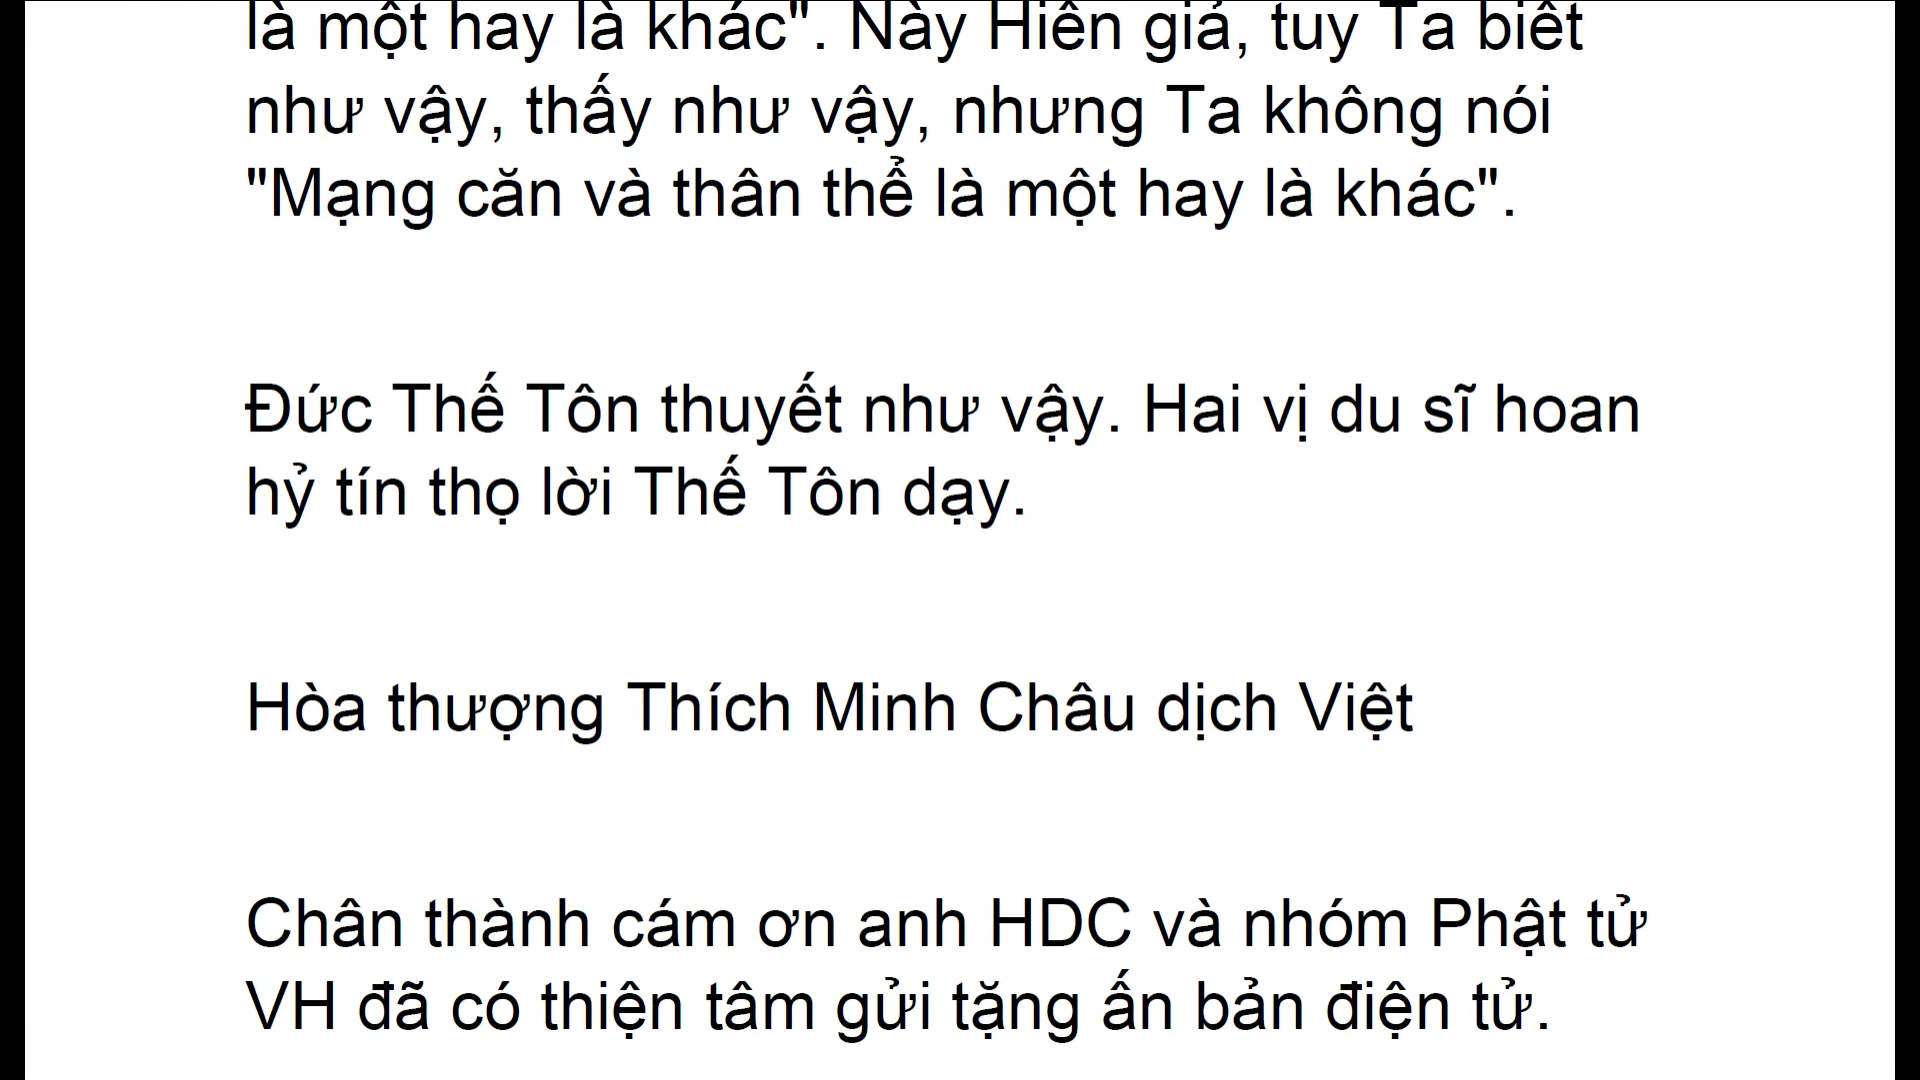 là một hay là khác". Này Hiền giả, tuy Ta biết
như vậy, thấy như vậy, nhưng Ta không nói
"Mạng căn và thân thể là một hay là khác".
Đức Thế Tôn thuyết như vậy. Hai vị du sĩ hoan
hỷ tín thọ lời Thế Tôn dạy.
Hòa thượng Thích Minh Châu dịch Việt
Chân thành cám ơn anh HDC và nhóm Phật tử
VH đã có thiện tâm gửi tặng ấn bản điện tử.